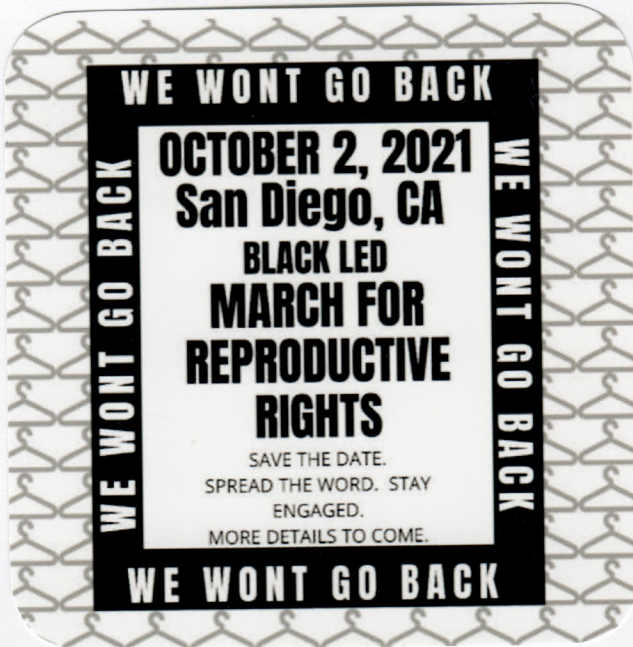 WE WONT GO BACK
WE WONT GO BACK
OCTOBER 2, 2021
San Diego, CA
BLACK LED
MARCH FOR
REPRODUCTIVE
RIGHTS
SAVE THE DATE.
SPREAD THE WORD. STAY
ENGAGED.
MORE DETAILS TO COME.
WE WONT GO BACK
WE WONT GO BACK